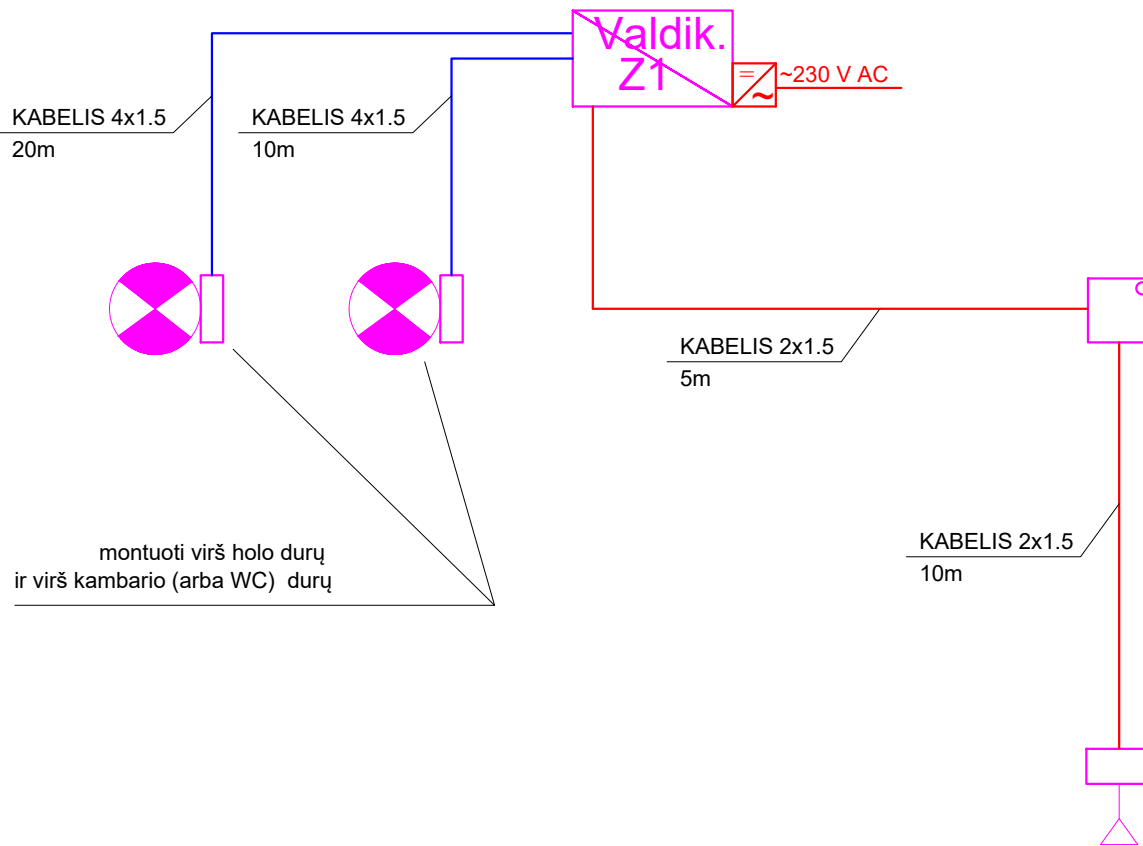 Valdik.
Z1
~230 V AC
KABELIS 4x1.5
20m
KABELIS 4x1.5
10m
KABELIS 2x1.5
5m
KABELIS 2x1.5
10m
montuoti virš holo durų
ir virš kambario (arba WC) durų